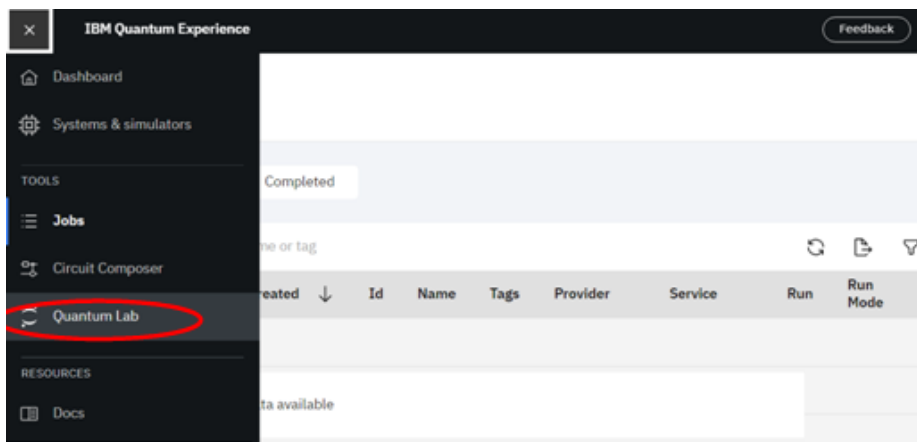 IBM Quantum Experience
Feedback
Dashboard
Systems & simulators
TOOLS
Jobs
Circuit Composer
Quantum Lab
RESOURCES
Docs
Completed
me or tag
reated ↓ Id Name Tags Provider Service Run Run Mode
ta available